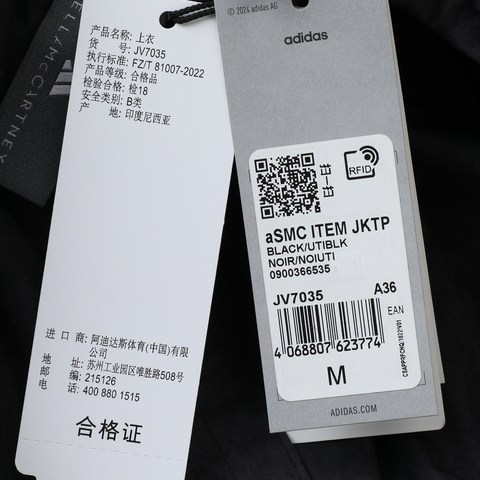 ELLA McCARTNEY
产品名称: 上衣
货 号: JV7035
执行标准: FZ/T 81007-2022
产品等级: 合格品
检验合格: 检18
安全类别: B类
产 地: 印度尼西亚
进 口 商: 阿迪达斯体育(中国)有限公司
地 址: 苏州工业园区唯胜路508号
邮 编: 215126
电 话: 400 880 1515
合格证
© 2024 adidas AG
adidas
RFID
aSMC ITEM JKTP
BLACK/UTIBLK
NOIR/NOIUTI
0900366535
JV7035 A36
EAN
4 068807 623774
M
ADIDAS.COM